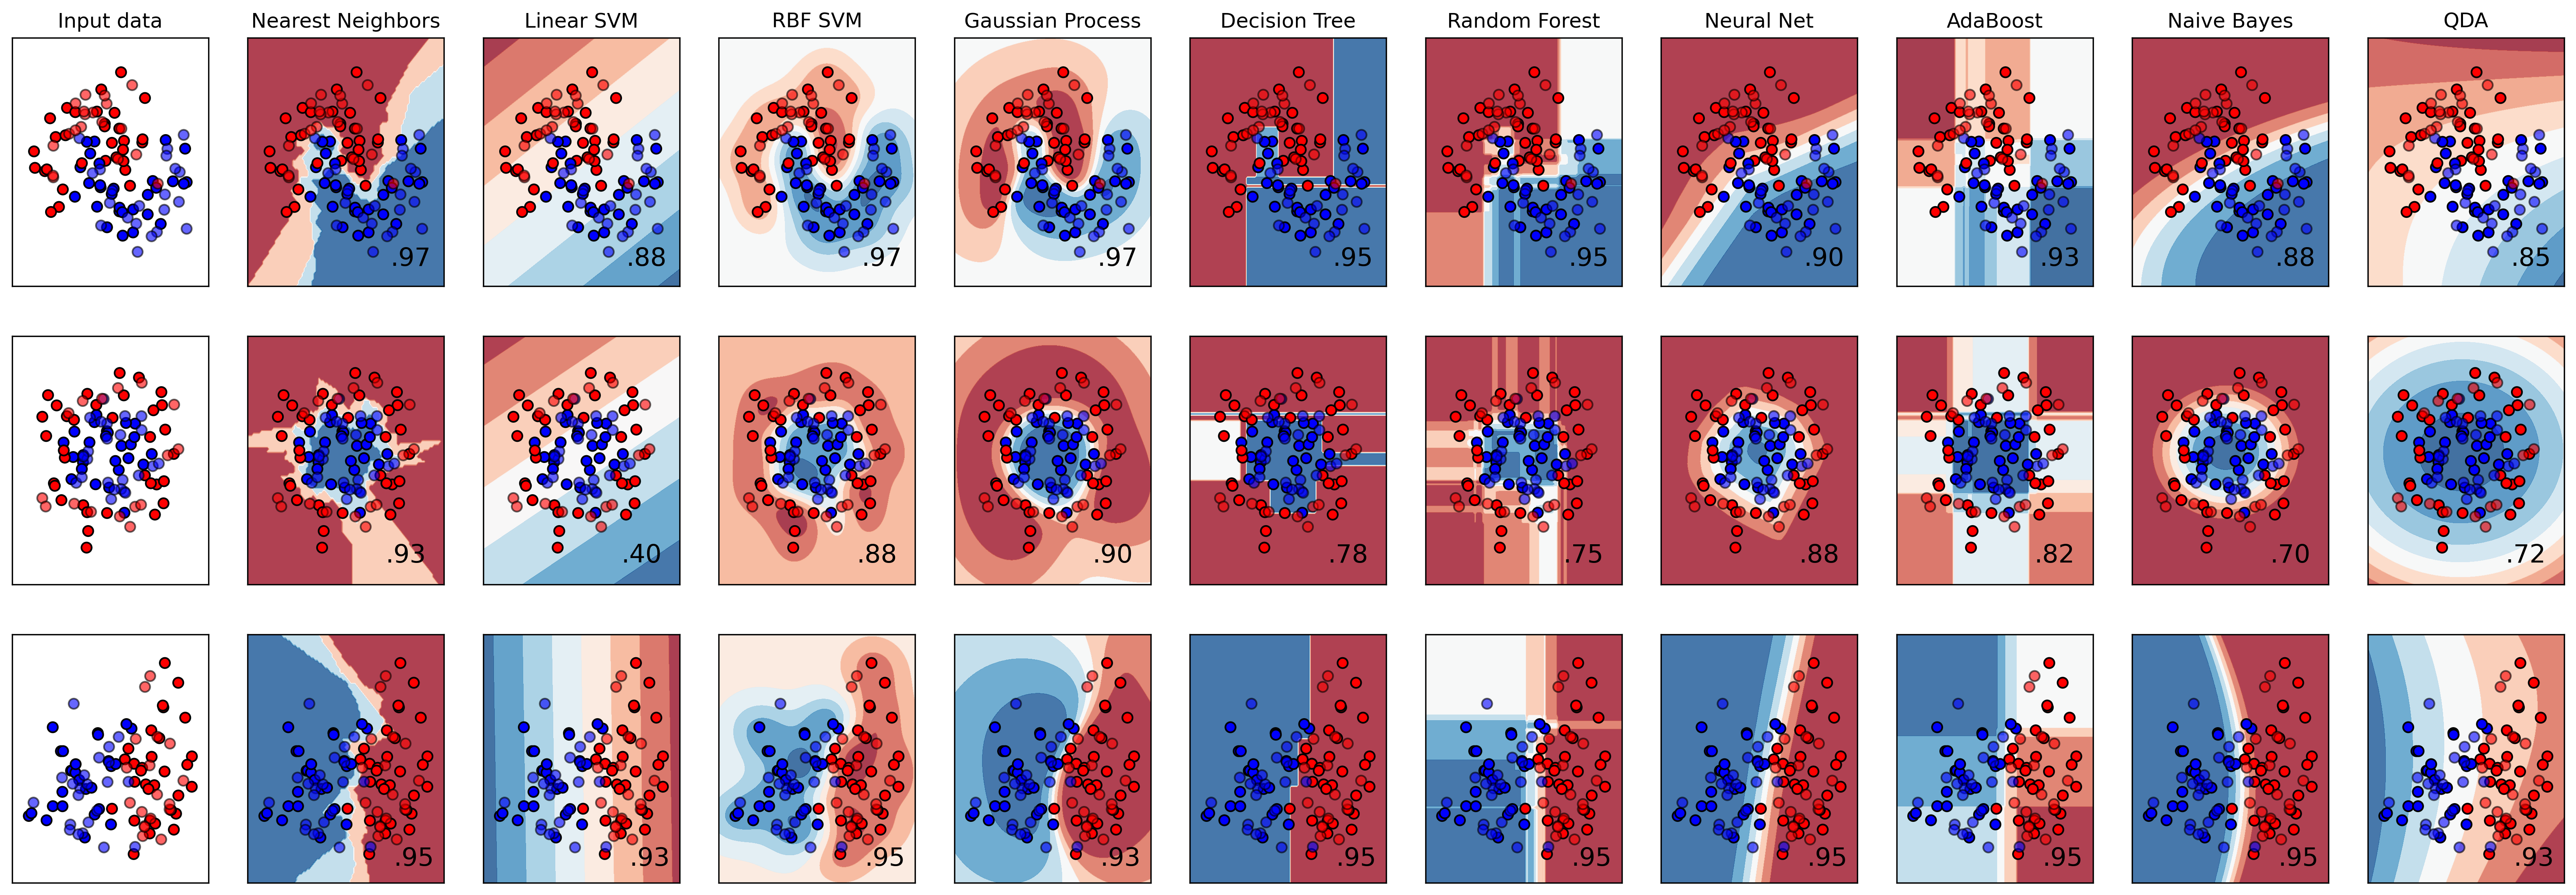 Input data Nearest Neighbors Linear SVM RBF SVM Gaussian Process Decision Tree Random Forest Neural Net AdaBoost Naive Bayes QDA
.97 .88 .97 .97 .95 .95 .90 .93 .88 .85
.93 .40 .88 .90 .78 .75 .88 .82 .70 .72
.95 .93 .95 .93 .95 .95 .95 .95 .95 .93